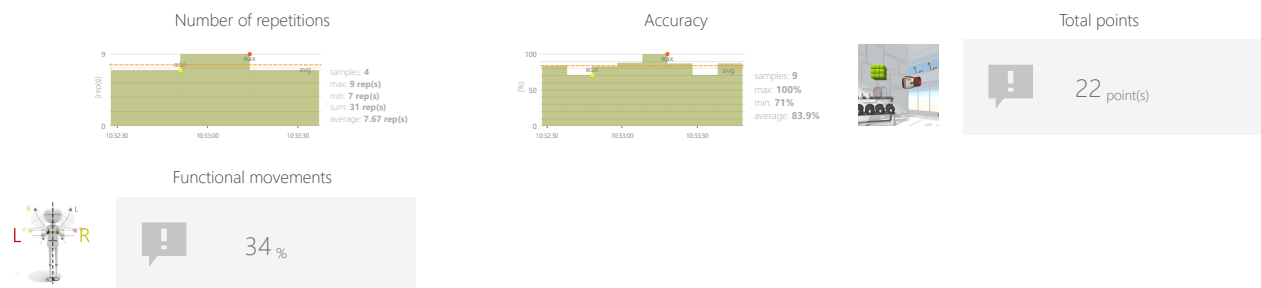 Number of repetitions
9
[rep(s)]
0
10:32:30
10:33:00
10:33:30
min
max
avg
samples: 4
max: 9 rep(s)
min: 7 rep(s)
sum: 31 rep(s)
average: 7.67 rep(s)
Accuracy
100
[%]
50
0
10:32:30
10:33:00
10:33:30
min
max
avg
samples: 9
max: 100%
min: 71%
average: 83.9%
Total points
22 point(s)
Functional movements
R
L
L
R
34 %